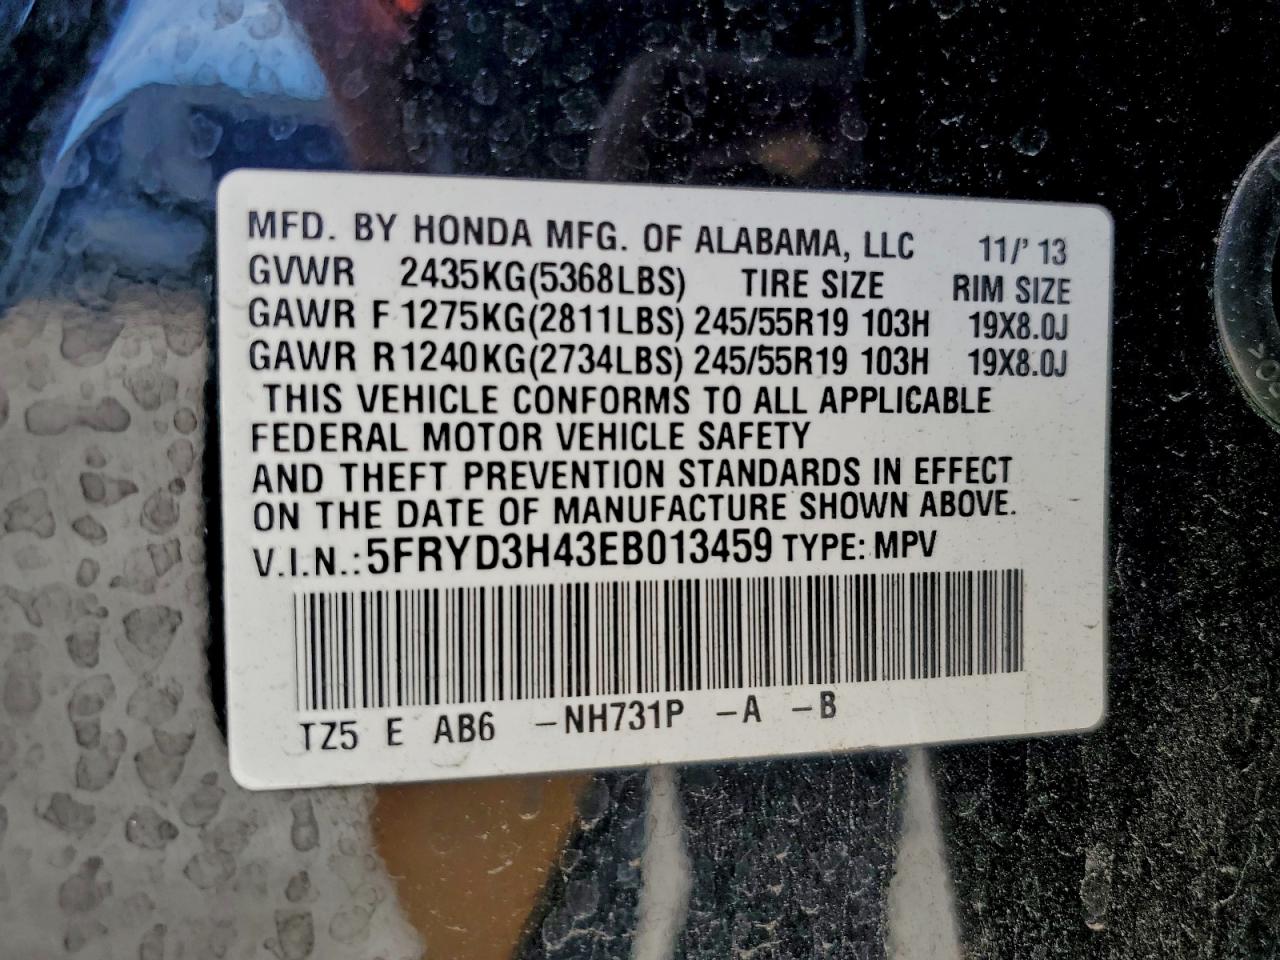 MFD. BY HONDA MFG. OF ALABAMA, LLC 11/' 13
GVWR 2435KG(5368LBS) TIRE SIZE RIM SIZE
GAWR F 1275KG(2811LBS) 245/55R19 103H 19X8.0J
GAWR R1240KG(2734LBS) 245/55R19 103H 19X8.0J
THIS VEHICLE CONFORMS TO ALL APPLICABLE
FEDERAL MOTOR VEHICLE SAFETY
AND THEFT PREVENTION STANDARDS IN EFFECT
ON THE DATE OF MANUFACTURE SHOWN ABOVE.
V.I.N.:5FRYD3H43EB013459 TYPE: MPV
TZ5 E AB6 -NH731P -A -B